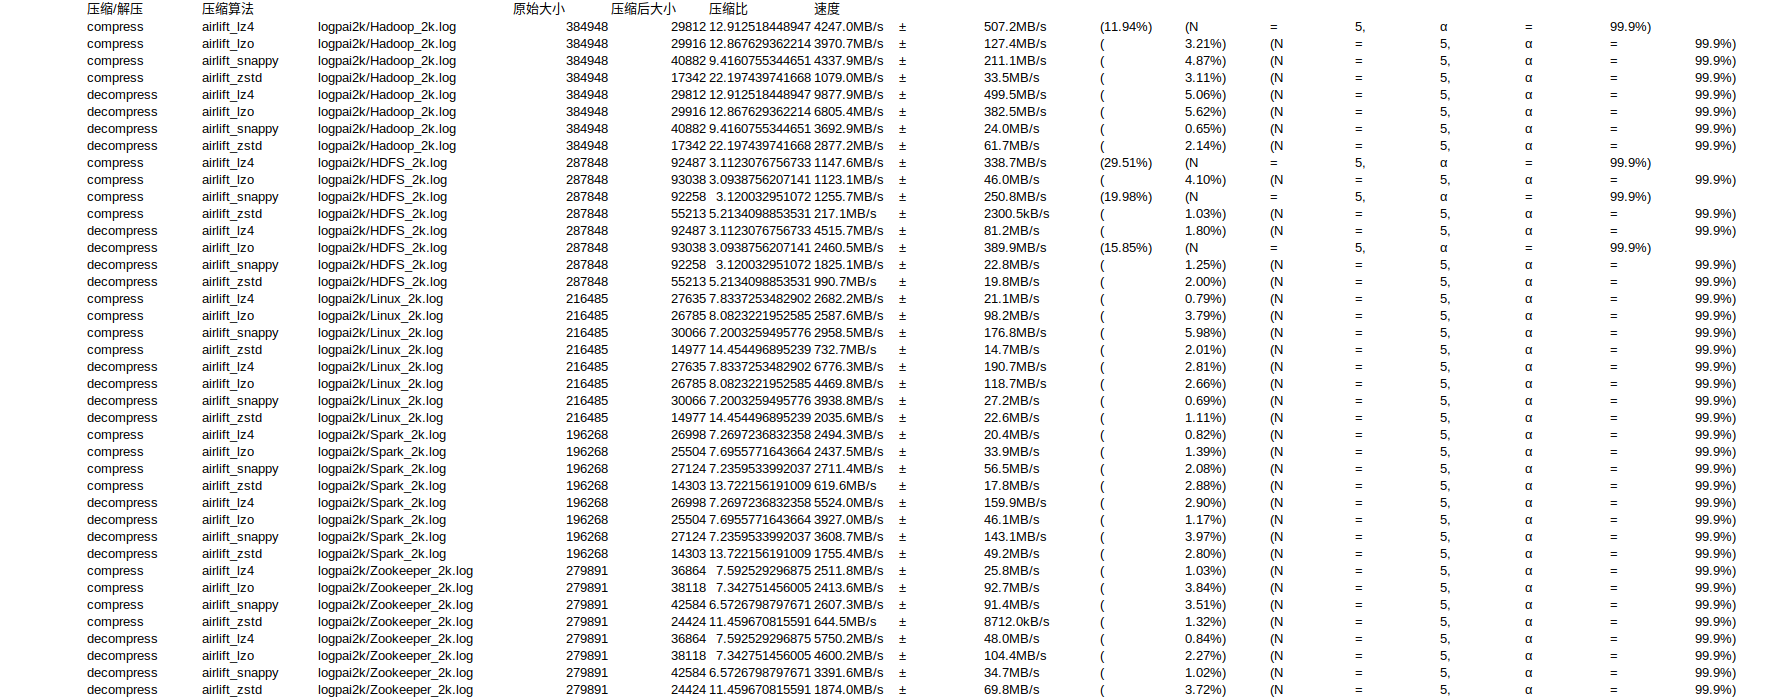 压缩/解压 压缩算法 原始大小 压缩后大小 压缩比 速度
compress airlift_lz4 logpai2k/Hadoop_2k.log 384948 29812 12.912518448947 4247.0MB/s ± 507.2MB/s (11.94%) (N = 5, α = 99.9%)
compress airlift_lzo logpai2k/Hadoop_2k.log 384948 29916 12.867629362214 3970.7MB/s ± 127.4MB/s ( 3.21%) (N = 5, α = 99.9%)
compress airlift_snappy logpai2k/Hadoop_2k.log 384948 40882 9.4160755344651 4337.9MB/s ± 211.1MB/s ( 4.87%) (N = 5, α = 99.9%)
compress airlift_zstd logpai2k/Hadoop_2k.log 384948 17342 22.197439741668 1079.0MB/s ± 33.5MB/s ( 3.11%) (N = 5, α = 99.9%)
decompress airlift_lz4 logpai2k/Hadoop_2k.log 384948 29812 12.912518448947 9877.9MB/s ± 499.5MB/s ( 5.06%) (N = 5, α = 99.9%)
decompress airlift_lzo logpai2k/Hadoop_2k.log 384948 29916 12.867629362214 6805.4MB/s ± 382.5MB/s ( 5.62%) (N = 5, α = 99.9%)
decompress airlift_snappy logpai2k/Hadoop_2k.log 384948 40882 9.4160755344651 3692.9MB/s ± 24.0MB/s ( 0.65%) (N = 5, α = 99.9%)
decompress airlift_zstd logpai2k/Hadoop_2k.log 384948 17342 22.197439741668 2877.2MB/s ± 61.7MB/s ( 2.14%) (N = 5, α = 99.9%)
compress airlift_lz4 logpai2k/HDFS_2k.log 287848 92487 3.1123076756733 1147.6MB/s ± 338.7MB/s (29.51%) (N = 5, α = 99.9%)
compress airlift_lzo logpai2k/HDFS_2k.log 287848 93038 3.0938756207141 1123.1MB/s ± 46.0MB/s ( 4.10%) (N = 5, α = 99.9%)
compress airlift_snappy logpai2k/HDFS_2k.log 287848 92258 3.120032951072 1255.7MB/s ± 250.8MB/s (19.98%) (N = 5, α = 99.9%)
compress airlift_zstd logpai2k/HDFS_2k.log 287848 55213 5.2134098853531 217.1MB/s ± 2300.5kB/s ( 1.03%) (N = 5, α = 99.9%)
decompress airlift_lz4 logpai2k/HDFS_2k.log 287848 92487 3.1123076756733 4515.7MB/s ± 81.2MB/s ( 1.80%) (N = 5, α = 99.9%)
decompress airlift_lzo logpai2k/HDFS_2k.log 287848 93038 3.0938756207141 2460.5MB/s ± 389.9MB/s (15.85%) (N = 5, α = 99.9%)
decompress airlift_snappy logpai2k/HDFS_2k.log 287848 92258 3.120032951072 1825.1MB/s ± 22.8MB/s ( 1.25%) (N = 5, α = 99.9%)
decompress airlift_zstd logpai2k/HDFS_2k.log 287848 55213 5.2134098853531 990.7MB/s ± 19.8MB/s ( 2.00%) (N = 5, α = 99.9%)
compress airlift_lz4 logpai2k/Linux_2k.log 216485 27635 7.8337253482902 2682.2MB/s ± 21.1MB/s ( 0.79%) (N = 5, α = 99.9%)
compress airlift_lzo logpai2k/Linux_2k.log 216485 26785 8.0823221952585 2587.6MB/s ± 98.2MB/s ( 3.79%) (N = 5, α = 99.9%)
compress airlift_snappy logpai2k/Linux_2k.log 216485 30066 7.2003259495776 2958.5MB/s ± 176.8MB/s ( 5.98%) (N = 5, α = 99.9%)
compress airlift_zstd logpai2k/Linux_2k.log 216485 14977 14.454496895239 732.7MB/s ± 14.7MB/s ( 2.01%) (N = 5, α = 99.9%)
decompress airlift_lz4 logpai2k/Linux_2k.log 216485 27635 7.8337253482902 6776.3MB/s ± 190.7MB/s ( 2.81%) (N = 5, α = 99.9%)
decompress airlift_lzo logpai2k/Linux_2k.log 216485 26785 8.0823221952585 4469.8MB/s ± 118.7MB/s ( 2.66%) (N = 5, α = 99.9%)
decompress airlift_snappy logpai2k/Linux_2k.log 216485 30066 7.2003259495776 3938.8MB/s ± 27.2MB/s ( 0.69%) (N = 5, α = 99.9%)
decompress airlift_zstd logpai2k/Linux_2k.log 216485 14977 14.454496895239 2035.6MB/s ± 22.6MB/s ( 1.11%) (N = 5, α = 99.9%)
compress airlift_lz4 logpai2k/Spark_2k.log 196268 26998 7.2697236832358 2494.3MB/s ± 20.4MB/s ( 0.82%) (N = 5, α = 99.9%)
compress airlift_lzo logpai2k/Spark_2k.log 196268 25504 7.6955771643664 2437.5MB/s ± 33.9MB/s ( 1.39%) (N = 5, α = 99.9%)
compress airlift_snappy logpai2k/Spark_2k.log 196268 27124 7.2359533992037 2711.4MB/s ± 56.5MB/s ( 2.08%) (N = 5, α = 99.9%)
compress airlift_zstd logpai2k/Spark_2k.log 196268 14303 13.722156191009 619.6MB/s ± 17.8MB/s ( 2.88%) (N = 5, α = 99.9%)
decompress airlift_lz4 logpai2k/Spark_2k.log 196268 26998 7.2697236832358 5524.0MB/s ± 159.9MB/s ( 2.90%) (N = 5, α = 99.9%)
decompress airlift_lzo logpai2k/Spark_2k.log 196268 25504 7.6955771643664 3927.0MB/s ± 46.1MB/s ( 1.17%) (N = 5, α = 99.9%)
decompress airlift_snappy logpai2k/Spark_2k.log 196268 27124 7.2359533992037 3608.7MB/s ± 143.1MB/s ( 3.97%) (N = 5, α = 99.9%)
decompress airlift_zstd logpai2k/Spark_2k.log 196268 14303 13.722156191009 1755.4MB/s ± 49.2MB/s ( 2.80%) (N = 5, α = 99.9%)
compress airlift_lz4 logpai2k/Zookeeper_2k.log 279891 36864 7.592529296875 2511.8MB/s ± 25.8MB/s ( 1.03%) (N = 5, α = 99.9%)
compress airlift_lzo logpai2k/Zookeeper_2k.log 279891 38118 7.342751456005 2413.6MB/s ± 92.7MB/s ( 3.84%) (N = 5, α = 99.9%)
compress airlift_snappy logpai2k/Zookeeper_2k.log 279891 42584 6.5726798797671 2607.3MB/s ± 91.4MB/s ( 3.51%) (N = 5, α = 99.9%)
compress airlift_zstd logpai2k/Zookeeper_2k.log 279891 24424 11.459670815591 644.5MB/s ± 8712.0kB/s ( 1.32%) (N = 5, α = 99.9%)
decompress airlift_lz4 logpai2k/Zookeeper_2k.log 279891 36864 7.592529296875 5750.2MB/s ± 48.0MB/s ( 0.84%) (N = 5, α = 99.9%)
decompress airlift_lzo logpai2k/Zookeeper_2k.log 279891 38118 7.342751456005 4600.2MB/s ± 104.4MB/s ( 2.27%) (N = 5, α = 99.9%)
decompress airlift_snappy logpai2k/Zookeeper_2k.log 279891 42584 6.5726798797671 3391.6MB/s ± 34.7MB/s ( 1.02%) (N = 5, α = 99.9%)
decompress airlift_zstd logpai2k/Zookeeper_2k.log 279891 24424 11.459670815591 1874.0MB/s ± 69.8MB/s ( 3.72%) (N = 5, α = 99.9%)